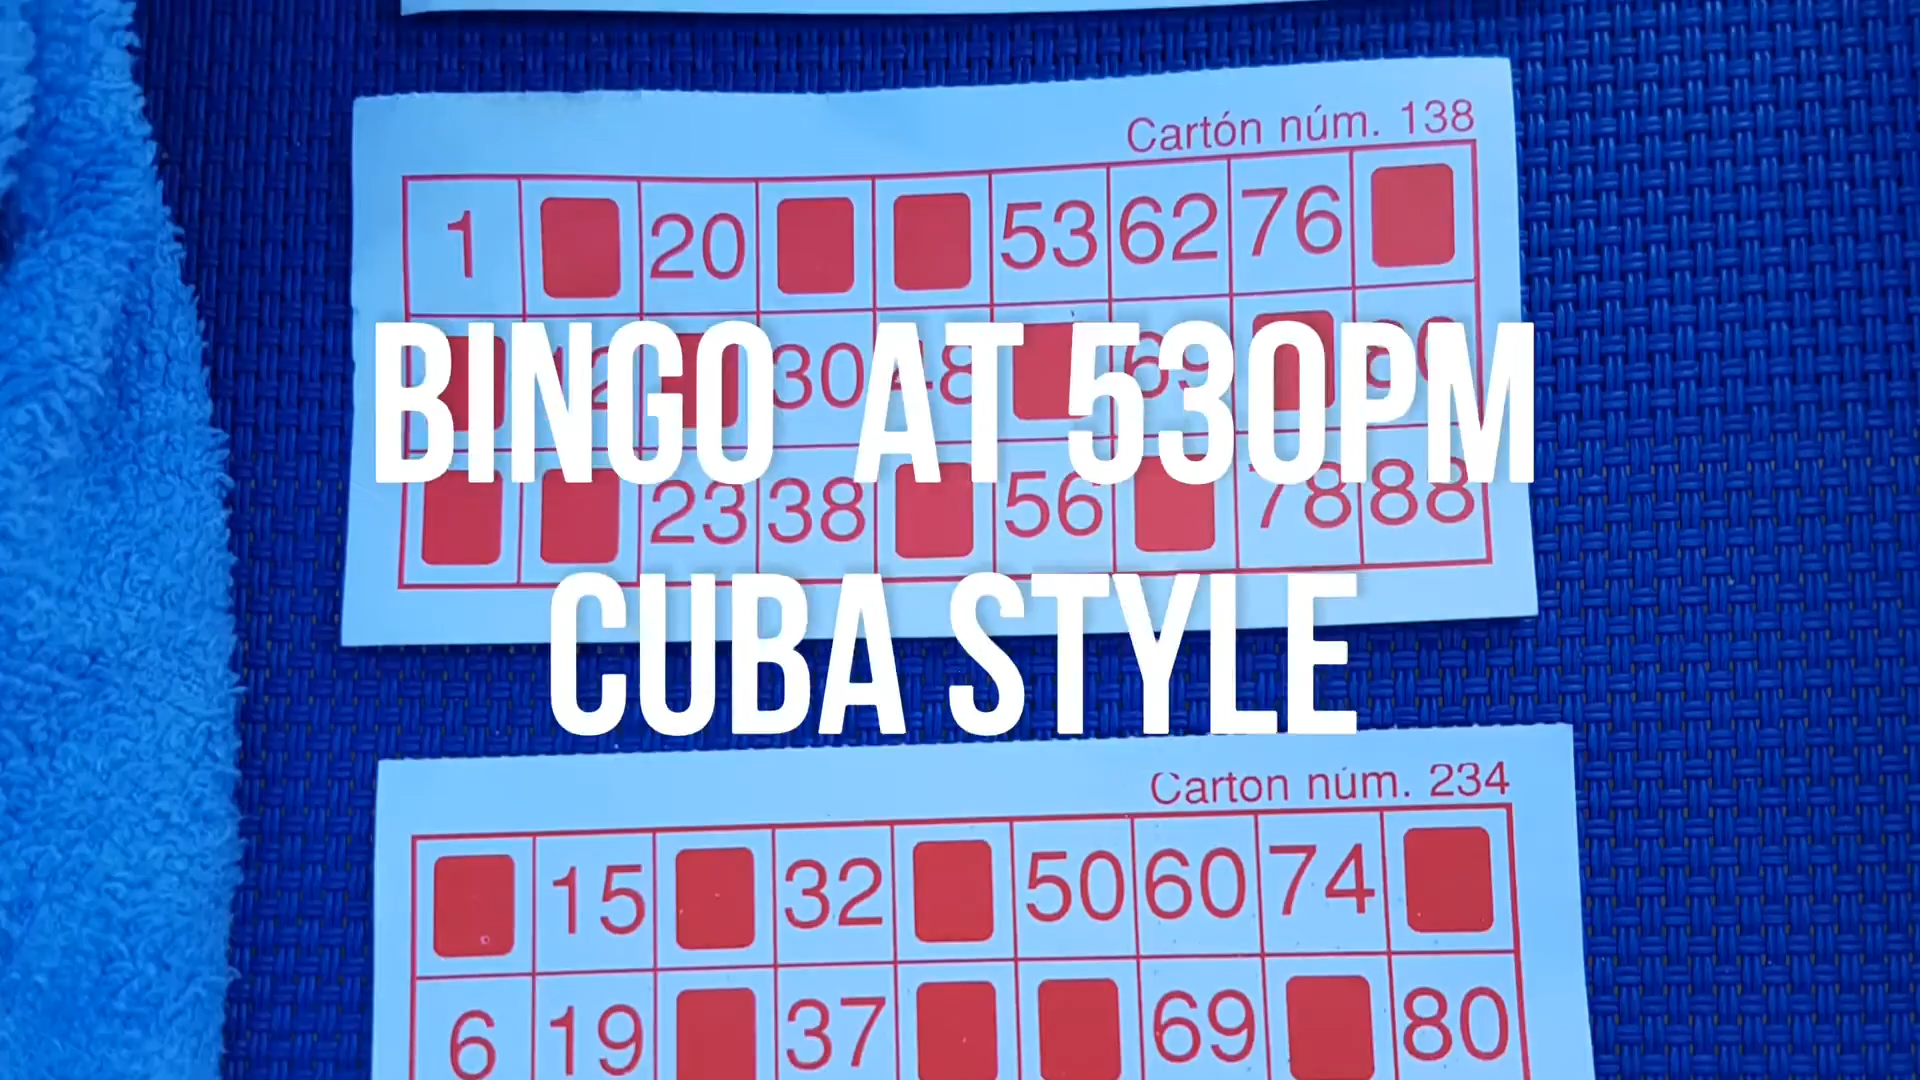 Cartón núm. 138
1 20 53 62 76
30 69
BINGO AT 530PM
23 38 56 78 88
CUBA STYLE
Carton núm. 234
15 32 50 60 74
6 19 37 69 80